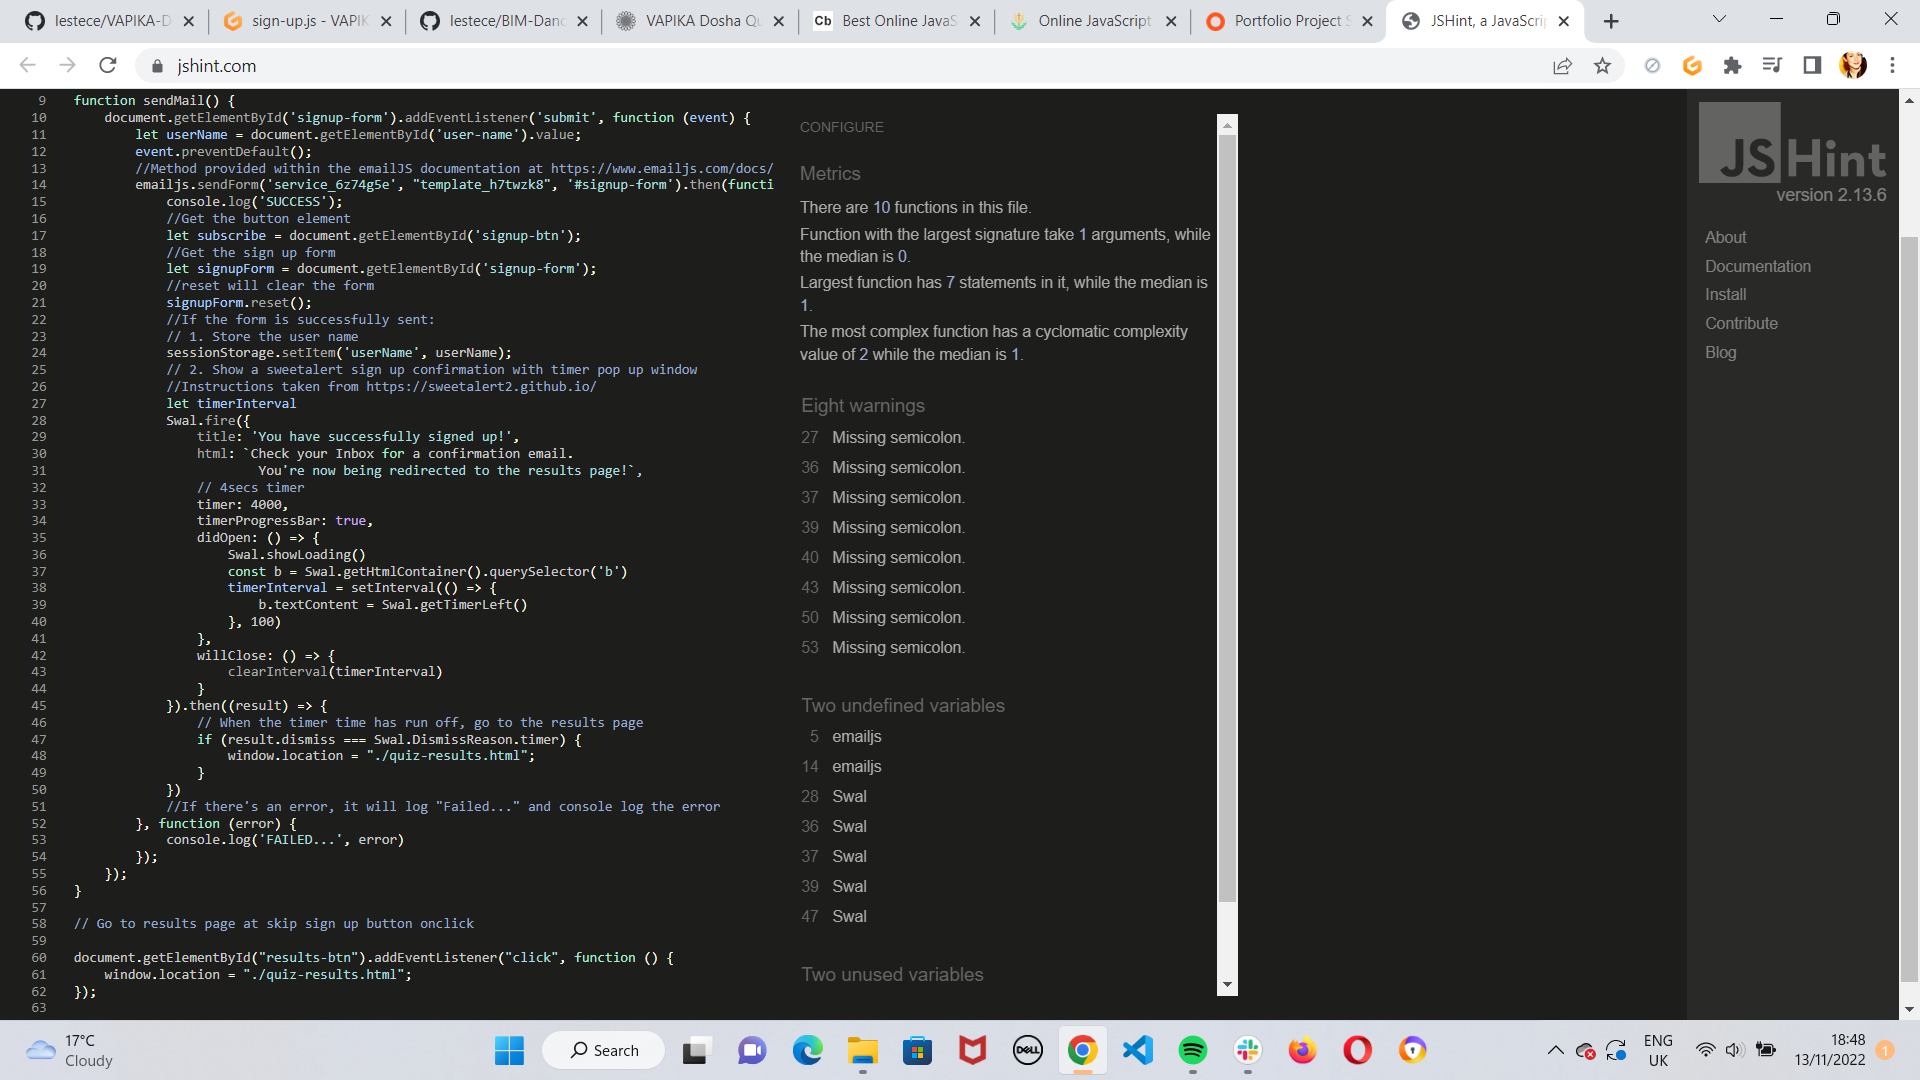 lestece/VAPIKA-D
sign-up.js - VAPIK
lestece/BIM-Danc
VAPIKA Dosha Qu
Cb Best Online JavaS
Online JavaScript
Portfolio Project S
JSHint, a JavaScrip
jshint.com
9 function sendMail() {
10 document.getElementById('signup-form').addEventListener('submit', function (event) {
11 let userName = document.getElementById('user-name').value;
12 event.preventDefault();
13 //Method provided within the emailJS documentation at https://www.emailjs.com/docs/
14 emailjs.sendForm('service_6z74g5e', "template_h7twzk8", '#signup-form').then(functi
15 console.log('SUCCESS');
16 //Get the button element
17 let subscribe = document.getElementById('signup-btn');
18 //Get the sign up form
19 let signupForm = document.getElementById('signup-form');
20 //reset will clear the form
21 signupForm.reset();
22 //If the form is successfully sent:
23 // 1. Store the user name
24 sessionStorage.setItem('userName', userName);
25 // 2. Show a sweetalert sign up confirmation with timer pop up window
26 //Instructions taken from https://sweetalert2.github.io/
27 let timerInterval
28 Swal.fire({
29 title: 'You have successfully signed up!',
30 html: `Check your Inbox for a confirmation email.
31 You're now being redirected to the results page!`,
32 // 4secs timer
33 timer: 4000,
34 timerProgressBar: true,
35 didOpen: () => {
36 Swal.showLoading()
37 const b = Swal.getHtmlContainer().querySelector('b')
38 timerInterval = setInterval(() => {
39 b.textContent = Swal.getTimerLeft()
40 }, 100)
41 },
42 willClose: () => {
43 clearInterval(timerInterval)
44 }
45 }).then((result) => {
46 // When the timer time has run off, go to the results page
47 if (result.dismiss === Swal.DismissReason.timer) {
48 window.location = "./quiz-results.html";
49 }
50 })
51 //If there's an error, it will log "Failed..." and console log the error
52 }, function (error) {
53 console.log('FAILED...', error)
54 });
55 });
56 }
57
58 // Go to results page at skip sign up button onclick
59
60 document.getElementById("results-btn").addEventListener("click", function () {
61 window.location = "./quiz-results.html";
62 });
63
CONFIGURE
Metrics
There are 10 functions in this file.
Function with the largest signature take 1 arguments, while
the median is 0.
Largest function has 7 statements in it, while the median is
1.
The most complex function has a cyclomatic complexity
value of 2 while the median is 1.
Eight warnings
27 Missing semicolon.
36 Missing semicolon.
37 Missing semicolon.
39 Missing semicolon.
40 Missing semicolon.
43 Missing semicolon.
50 Missing semicolon.
53 Missing semicolon.
Two undefined variables
5 emailjs
14 emailjs
28 Swal
36 Swal
37 Swal
39 Swal
47 Swal
Two unused variables
JSHint
version 2.13.6
About
Documentation
Install
Contribute
Blog
17°C
Cloudy
Search
DELL
ENG
UK
18:48
13/11/2022
1